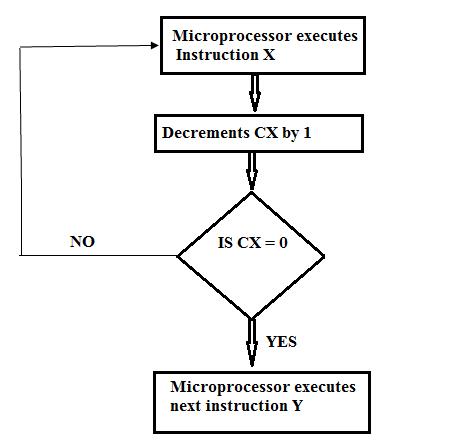 Microprocessor executes
Instruction X
Decrements CX by 1
IS CX = 0
NO
YES
Microprocessor executes
next instruction Y